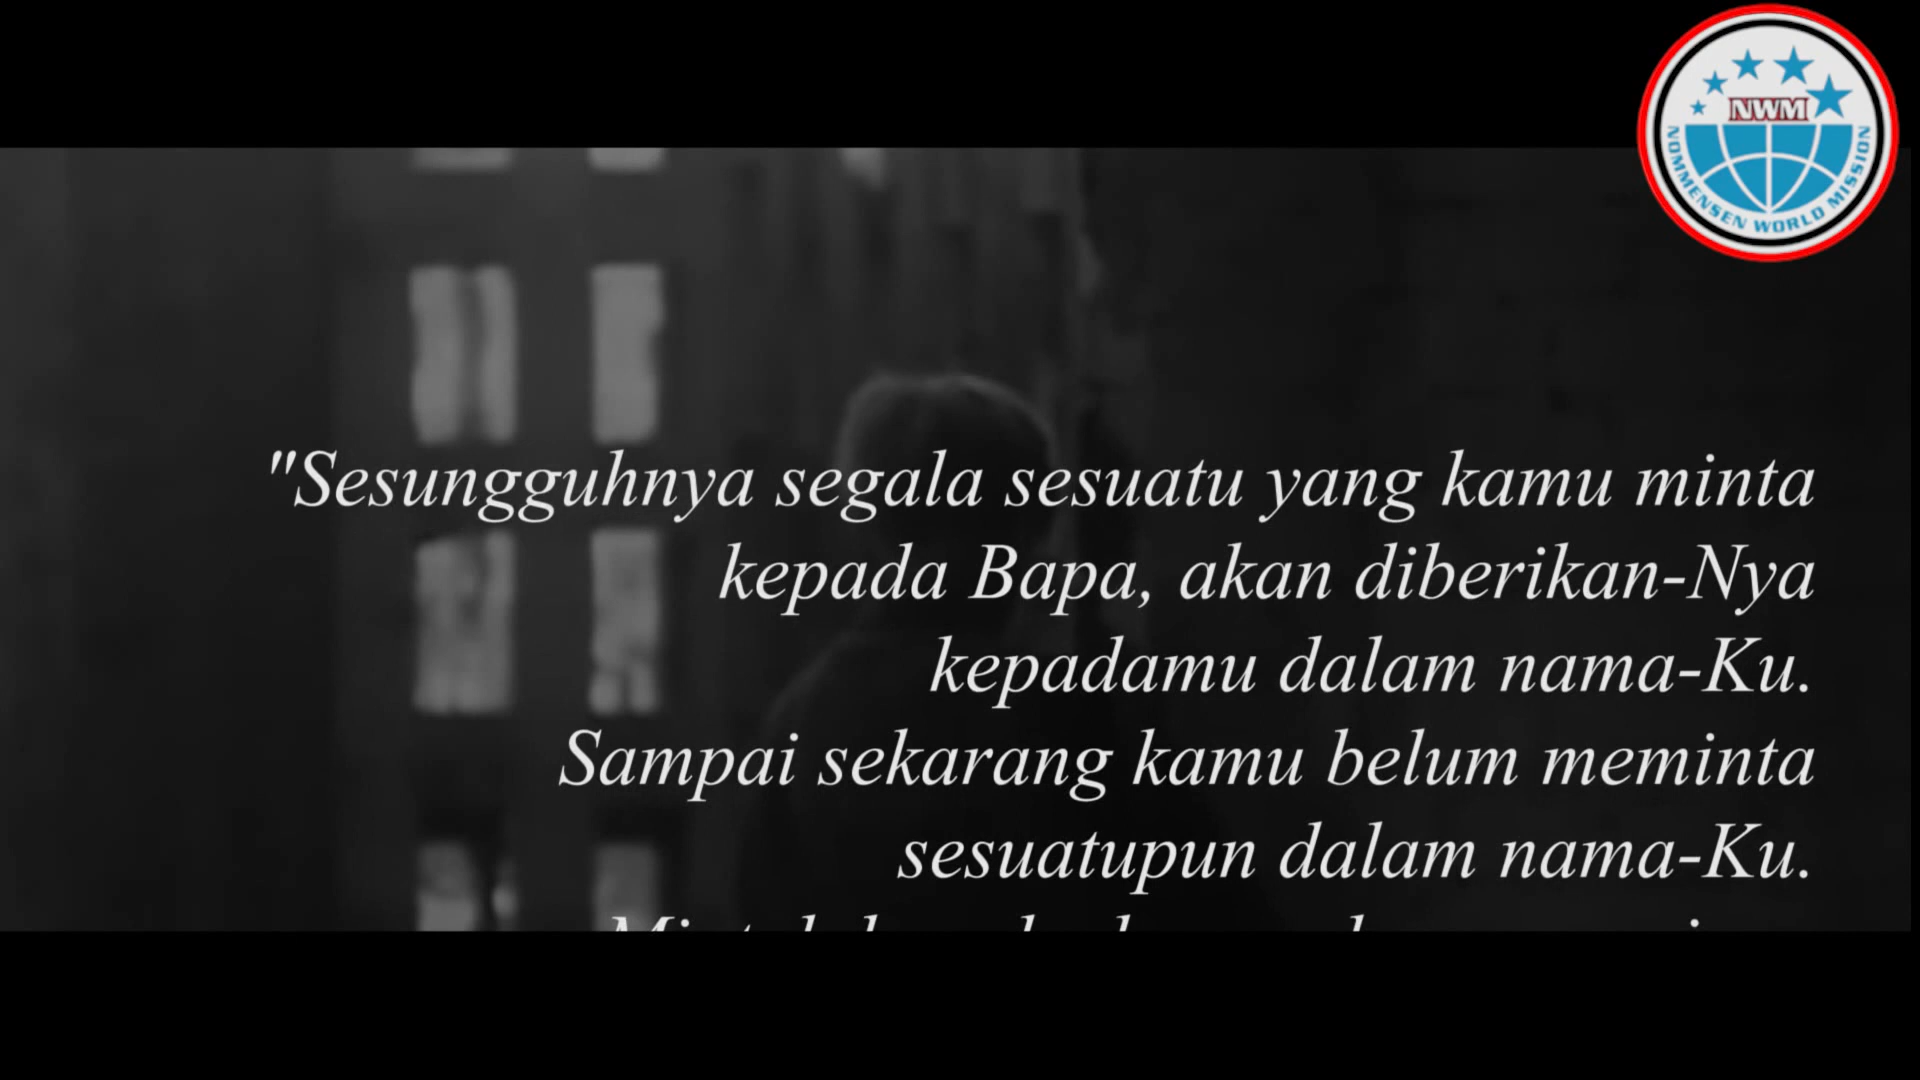 NWM
NOMMENSEN WORLD MISSION
"Sesungguhnya segala sesuatu yang kamu minta
kepada Bapa, akan diberikan-Nya
kepadamu dalam nama-Ku.
Sampai sekarang kamu belum meminta
sesuatupun dalam nama-Ku.